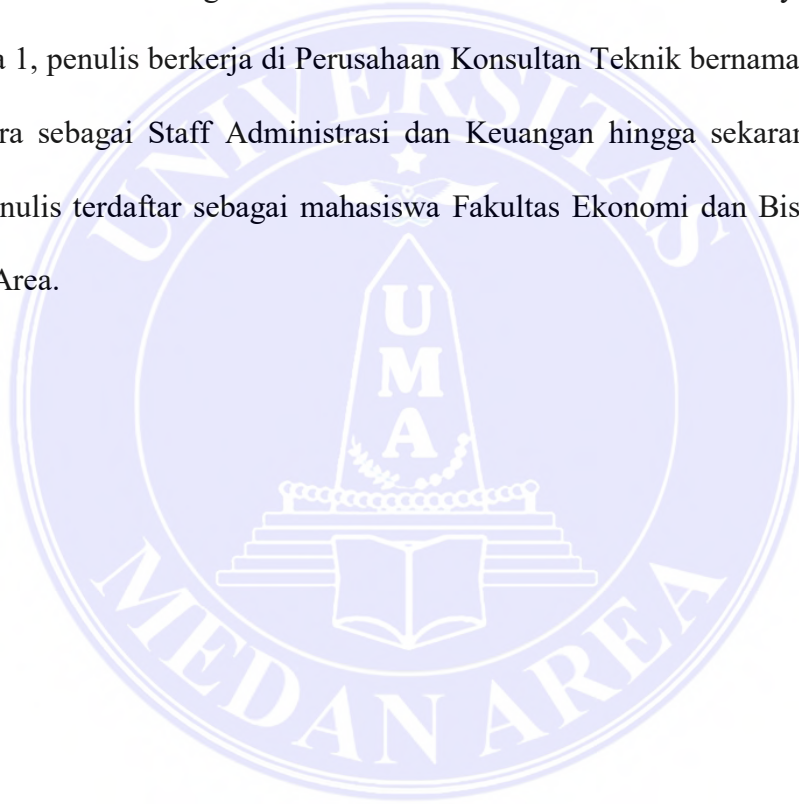 a 1, penulis berkerja di Perusahaan Konsultan Teknik bernama
ra sebagai Staff Administrasi dan Keuangan hingga sekaran
nulis terdaftar sebagai mahasiswa Fakultas Ekonomi dan Bis
Area.
UNIVERSITAS
U
M
A
MEDAN AREA